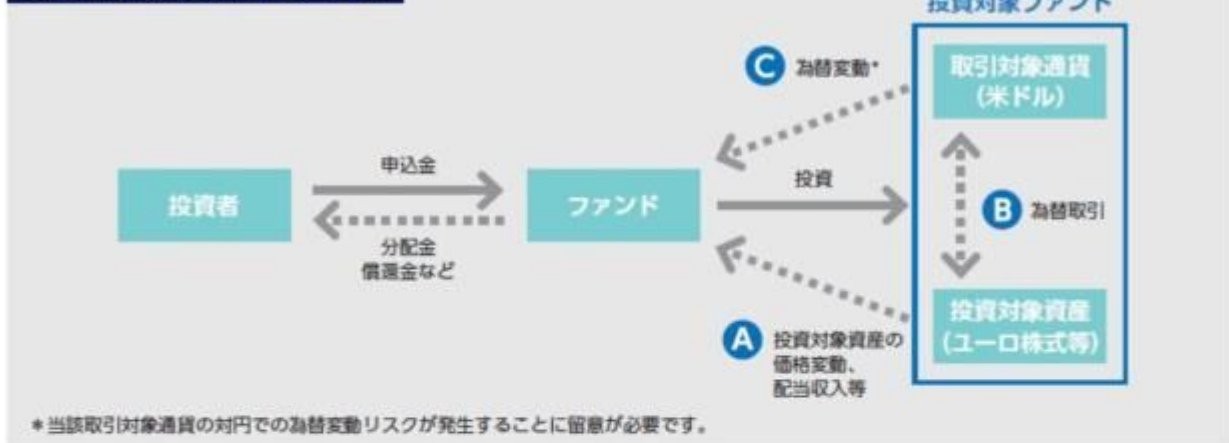 投資対象ファンド
C 為替変動*
取引対象通貨
(米ドル)
申込金
投資
投資者
ファンド
B 為替取引
分配金
償還金など
投資対象資産
(ユーロ株式等)
A 投資対象資産の
価格変動、
配当収入等
*当該取引対象通貨の対円での為替変動リスクが発生することに留意が必要です。